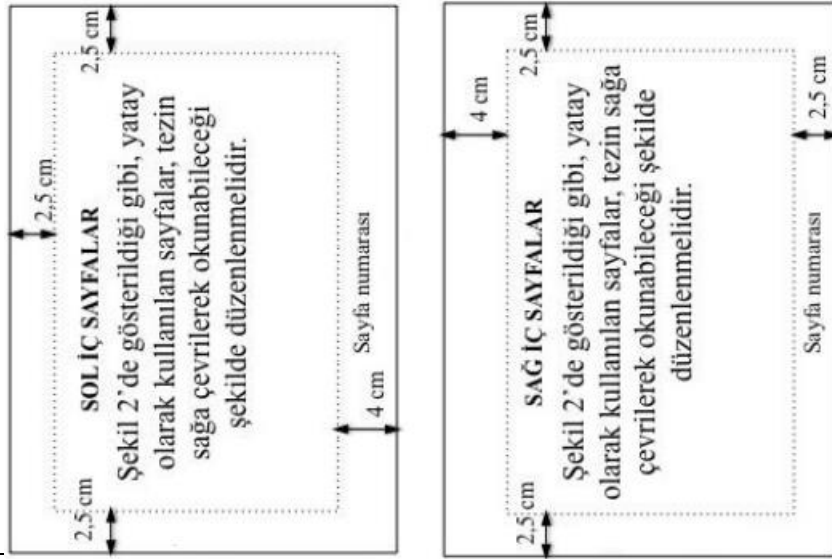 2,5 cm
2,5 cm
2,5 cm
SOL İÇ SAYFALAR
Şekil 2’de gösterildiği gibi, yatay
olarak kullanılan sayfalar, tezin
sağa çevrilerek okunabileceği
şekilde düzenlenmelidir.
Sayfa numarası
4 cm
4 cm
2,5 cm
2,5 cm
SAĞ İÇ SAYFALAR
Şekil 2’de gösterildiği gibi, yatay
olarak kullanılan sayfalar, tezin sağa
çevrilerek okunabileceği şekilde
düzenlenmelidir.
Sayfa numarası
2,5 cm